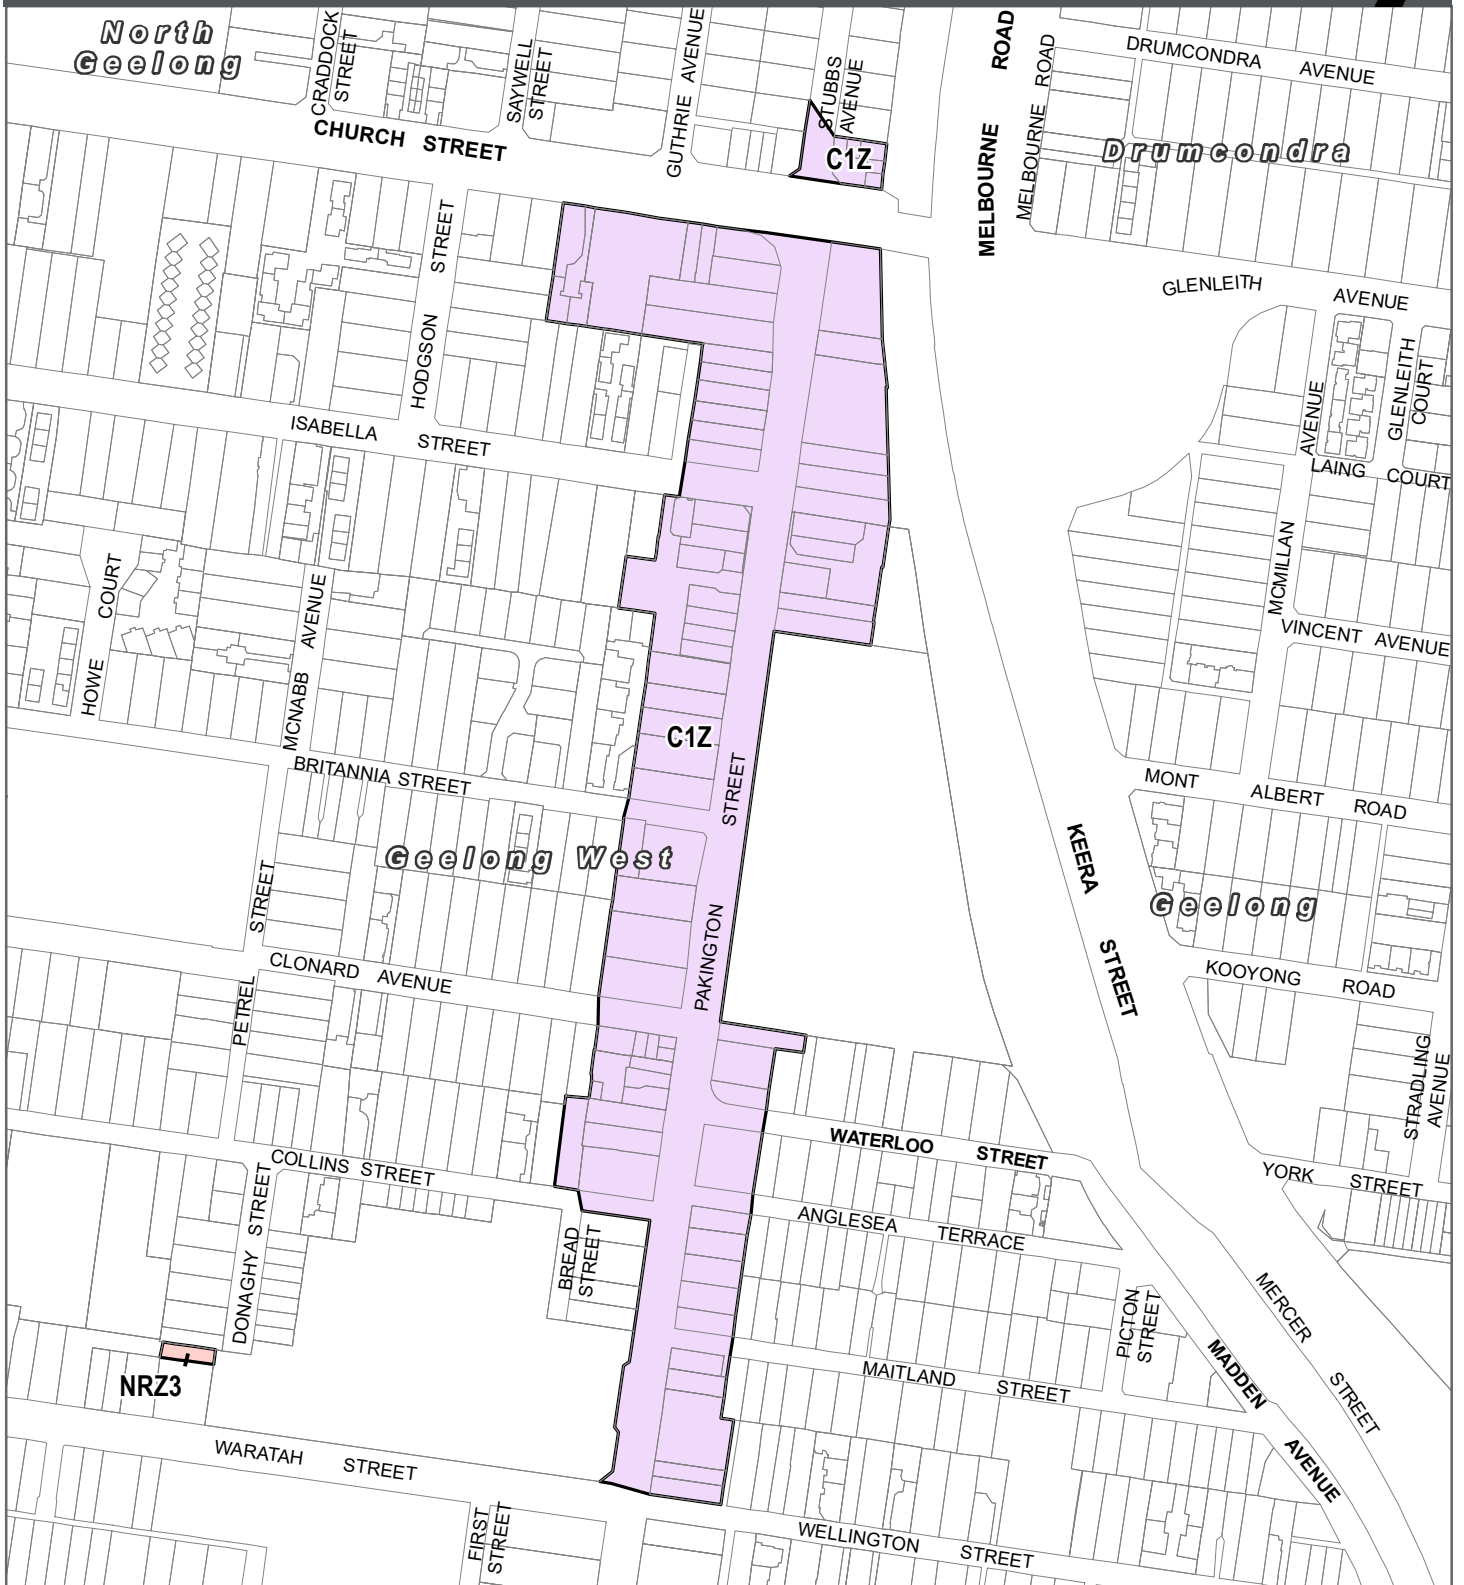 North
Geelong
CRADDOCK
STREET
SAYWELL
STREET
GUTHRIE AVENUE
STUBBS
AVENUE
MELBOURNE ROAD
MELBOURNE ROAD
DRUMCONDRA AVENUE
CHURCH STREET
C1Z
Drumcondra
HODGSON STREET
GLENLEITH AVENUE
GLENLEITH
COURT
ISABELLA STREET
LAING COURT
MCMILLAN AVENUE
HOWE COURT
MCNABB AVENUE
VINCENT AVENUE
C1Z
BRITANNIA STREET
PAKINGTON STREET
MONT ALBERT ROAD
Geelong West
KEERA STREET
Geelong
PETREL STREET
CLONARD AVENUE
KOOYONG ROAD
STRADLING
AVENUE
WATERLOO STREET
COLLINS STREET
YORK STREET
DONAGHY STREET
BREAD
STREET
ANGLESEA TERRACE
MERCER STREET
PICTON
STREET
MADDEN AVENUE
NRZ3
MAITLAND STREET
WARATAH STREET
FIRST
STREET
WELLINGTON STREET